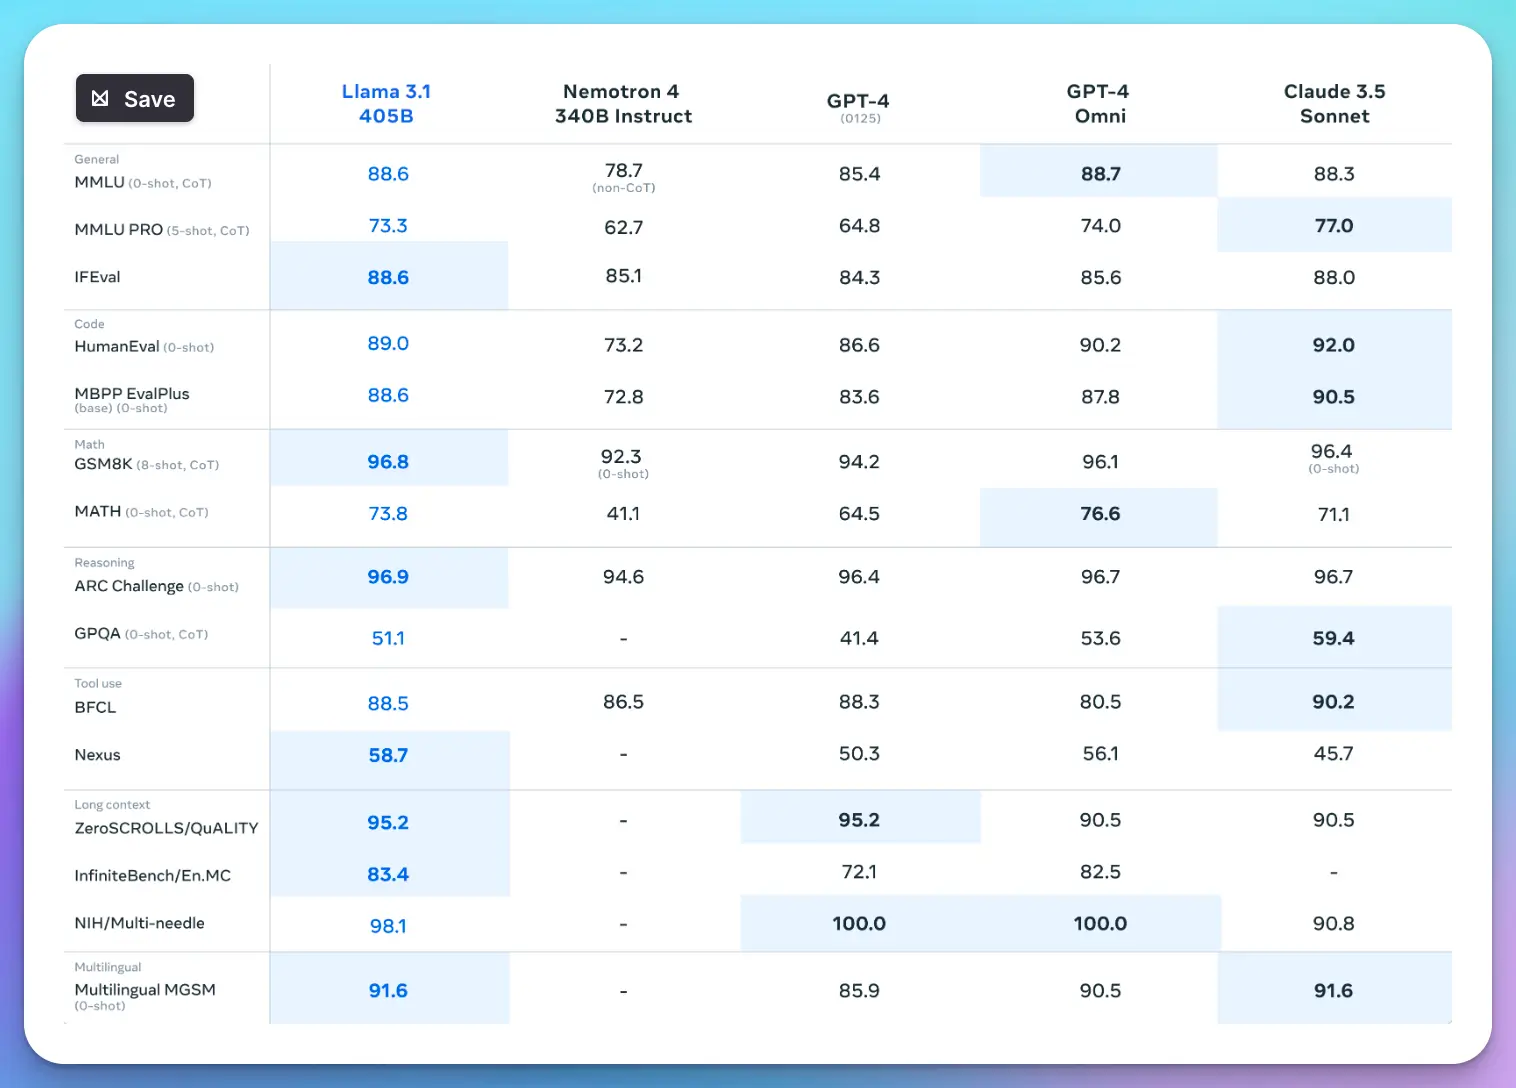 Save
Llama 3.1 405B	Nemotron 4 340B Instruct	GPT-4 (0125)	GPT-4 Omni	Claude 3.5 Sonnet
General
MMLU (0-shot, CoT)	88.6	78.7 (non-CoT)	85.4	88.7	88.3
MMLU PRO (5-shot, CoT)	73.3	62.7	64.8	74.0	77.0
IFEval	88.6	85.1	84.3	85.6	88.0
Code
HumanEval (0-shot)	89.0	73.2	86.6	90.2	92.0
MBPP EvalPlus (base) (0-shot)	88.6	72.8	83.6	87.8	90.5
Math
GSM8K (8-shot, CoT)	96.8	92.3 (0-shot)	94.2	96.1	96.4 (0-shot)
MATH (0-shot, CoT)	73.8	41.1	64.5	76.6	71.1
Reasoning
ARC Challenge (0-shot)	96.9	94.6	96.4	96.7	96.7
GPQA (0-shot, CoT)	51.1	-	41.4	53.6	59.4
Tool use
BFCL	88.5	86.5	88.3	80.5	90.2
Nexus	58.7	-	50.3	56.1	45.7
Long context
ZeroSCROLLS/QuALITY	95.2	-	95.2	90.5	90.5
InfiniteBench/En.MC	83.4	-	72.1	82.5	-
NIH/Multi-needle	98.1	-	100.0	100.0	90.8
Multilingual
Multilingual MGSM (0-shot)	91.6	-	85.9	90.5	91.6